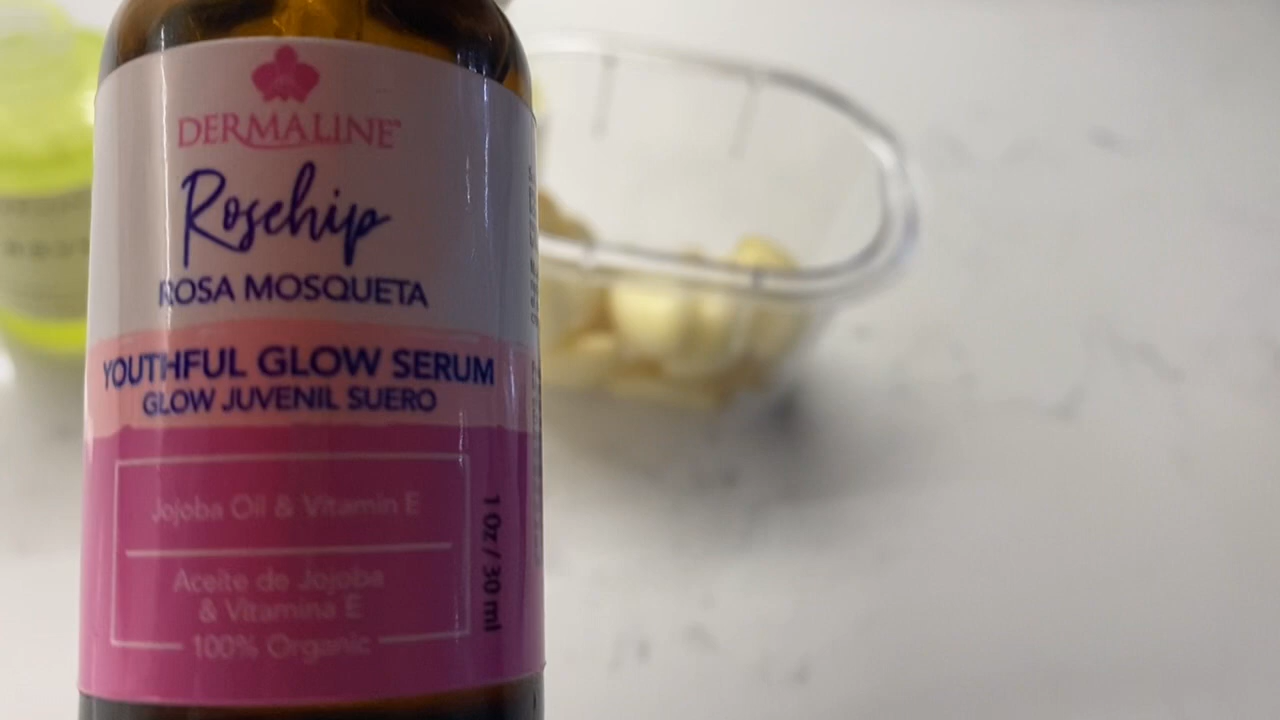 DERMALINE
Rosehip
ROSA MOSQUETA
YOUTHFUL GLOW SERUM
GLOW JUVENIL SUERO
Jojoba Oil & Vitamin E
Aceite de Jojoba
& Vitamina E
100% Organic
1 Oz / 30 ml